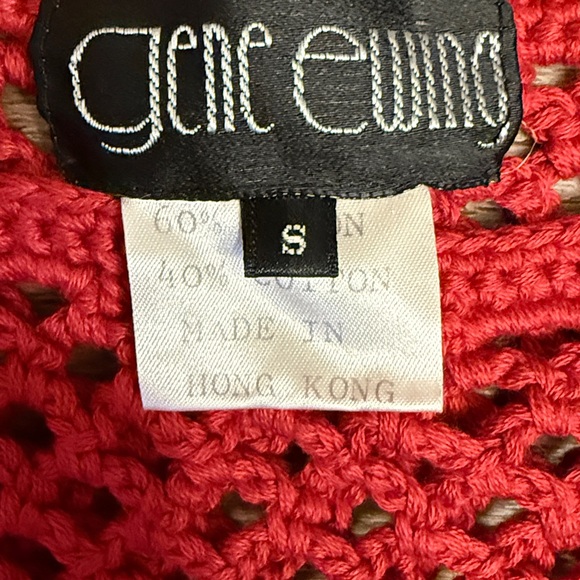 gene ewing
S
60%
40% COTTON
MADE IN
HONG KONG